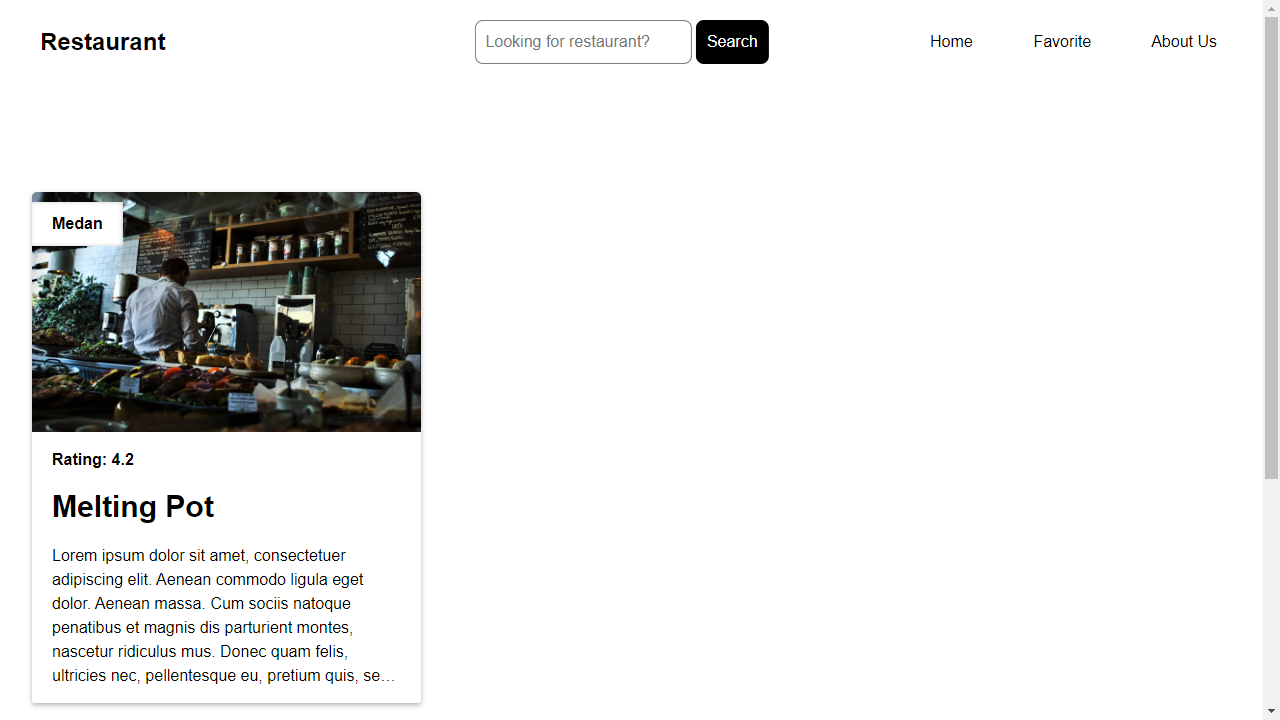 Restaurant
Looking for restaurant?
Search
Home
Favorite
About Us
Medan
Rating: 4.2
Melting Pot
Lorem ipsum dolor sit amet, consectetuer
adipiscing elit. Aenean commodo ligula eget
dolor. Aenean massa. Cum sociis natoque
penatibus et magnis dis parturient montes,
nascetur ridiculus mus. Donec quam felis,
ultricies nec, pellentesque eu, pretium quis, se…